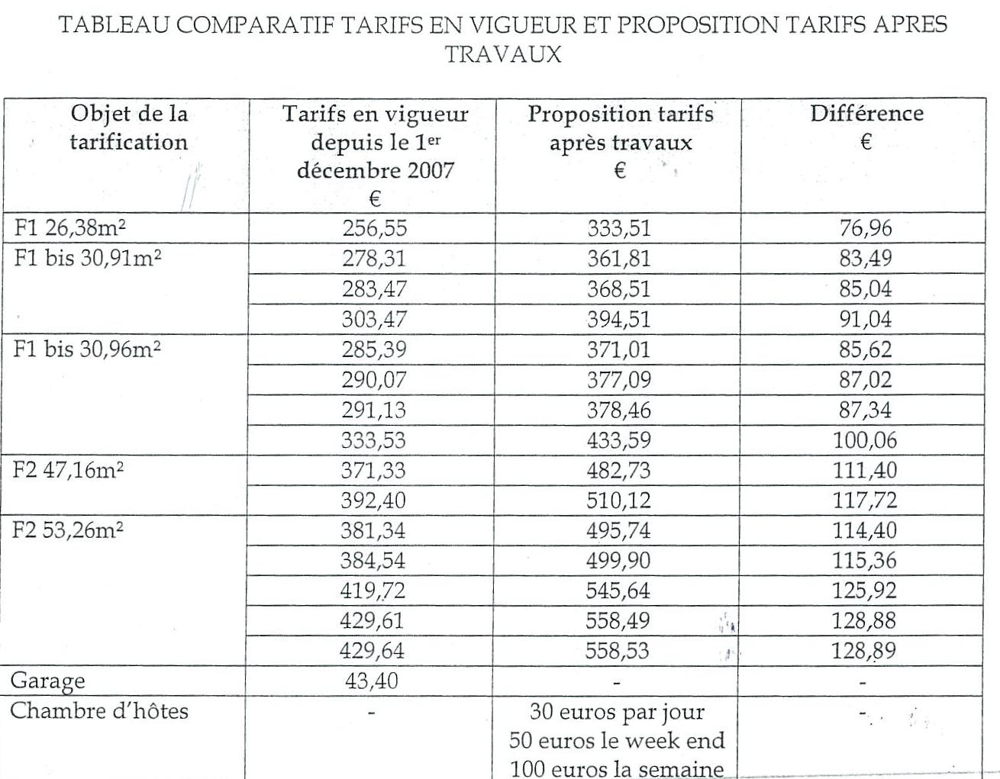 TABLEAU COMPARATIF TARIFS EN VIGUEUR ET PROPOSITION TARIFS APRES
TRAVAUX
Objet de la tarification | Tarifs en vigueur depuis le 1er décembre 2007 € | Proposition tarifs après travaux € | Différence €
F1 26,38m² | 256,55 | 333,51 | 76,96
F1 bis 30,91m² | 278,31 | 361,81 | 83,49
283,47 | 368,51 | 85,04
303,47 | 394,51 | 91,04
F1 bis 30,96m² | 285,39 | 371,01 | 85,62
290,07 | 377,09 | 87,02
291,13 | 378,46 | 87,34
333,53 | 433,59 | 100,06
F2 47,16m² | 371,33 | 482,73 | 111,40
392,40 | 510,12 | 117,72
F2 53,26m² | 381,34 | 495,74 | 114,40
384,54 | 499,90 | 115,36
419,72 | 545,64 | 125,92
429,61 | 558,49 | 128,88
429,64 | 558,53 | 128,89
Garage | 43,40 | - | -
Chambre d'hôtes | - | 30 euros par jour | -
50 euros le week end
100 euros la semaine